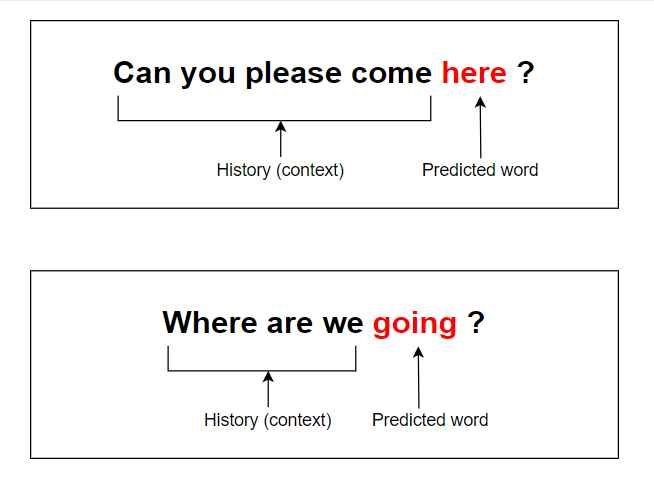 Can you please come here ?
History (context) Predicted word
Where are we going ?
History (context) Predicted word